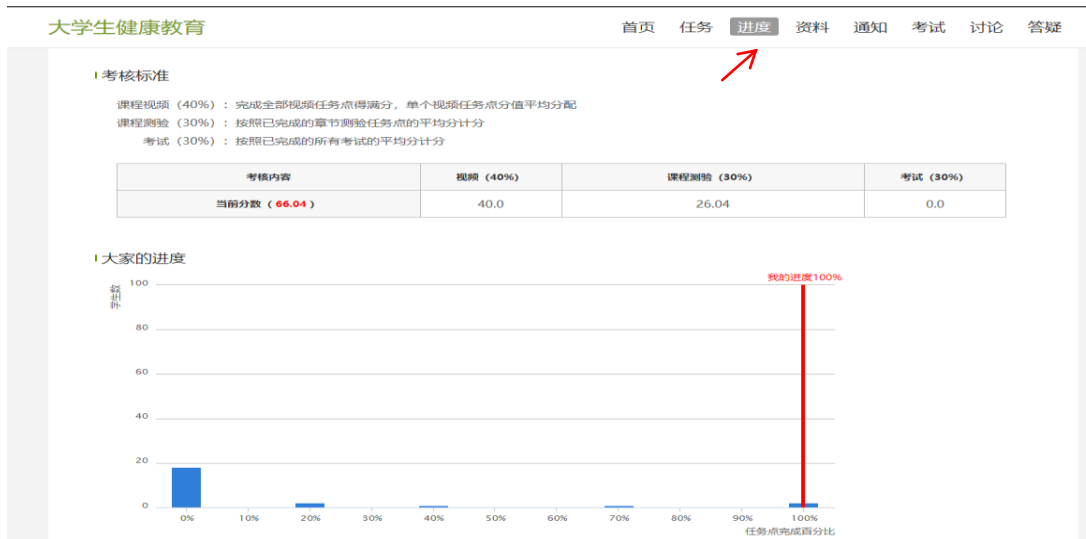 大学生健康教育 首页 任务 进度 资料 通知 考试 讨论 答疑
考核标准
课程视频（40%）：完成全部视频任务点得满分，单个视频任务点分值平均分配
课程测验（30%）：按照已完成的章节测验任务点的平均分计分
考试（30%）：按照已完成的所有考试的平均分计分
考核内容 视频（40%） 课程测验（30%） 考试（30%）
当前分数（66.04） 40.0 26.04 0.0
大家的进度
我的进度100%
学生数
100
80
60
40
20
0
0% 10% 20% 30% 40% 50% 60% 70% 80% 90% 100%
任务点完成百分比